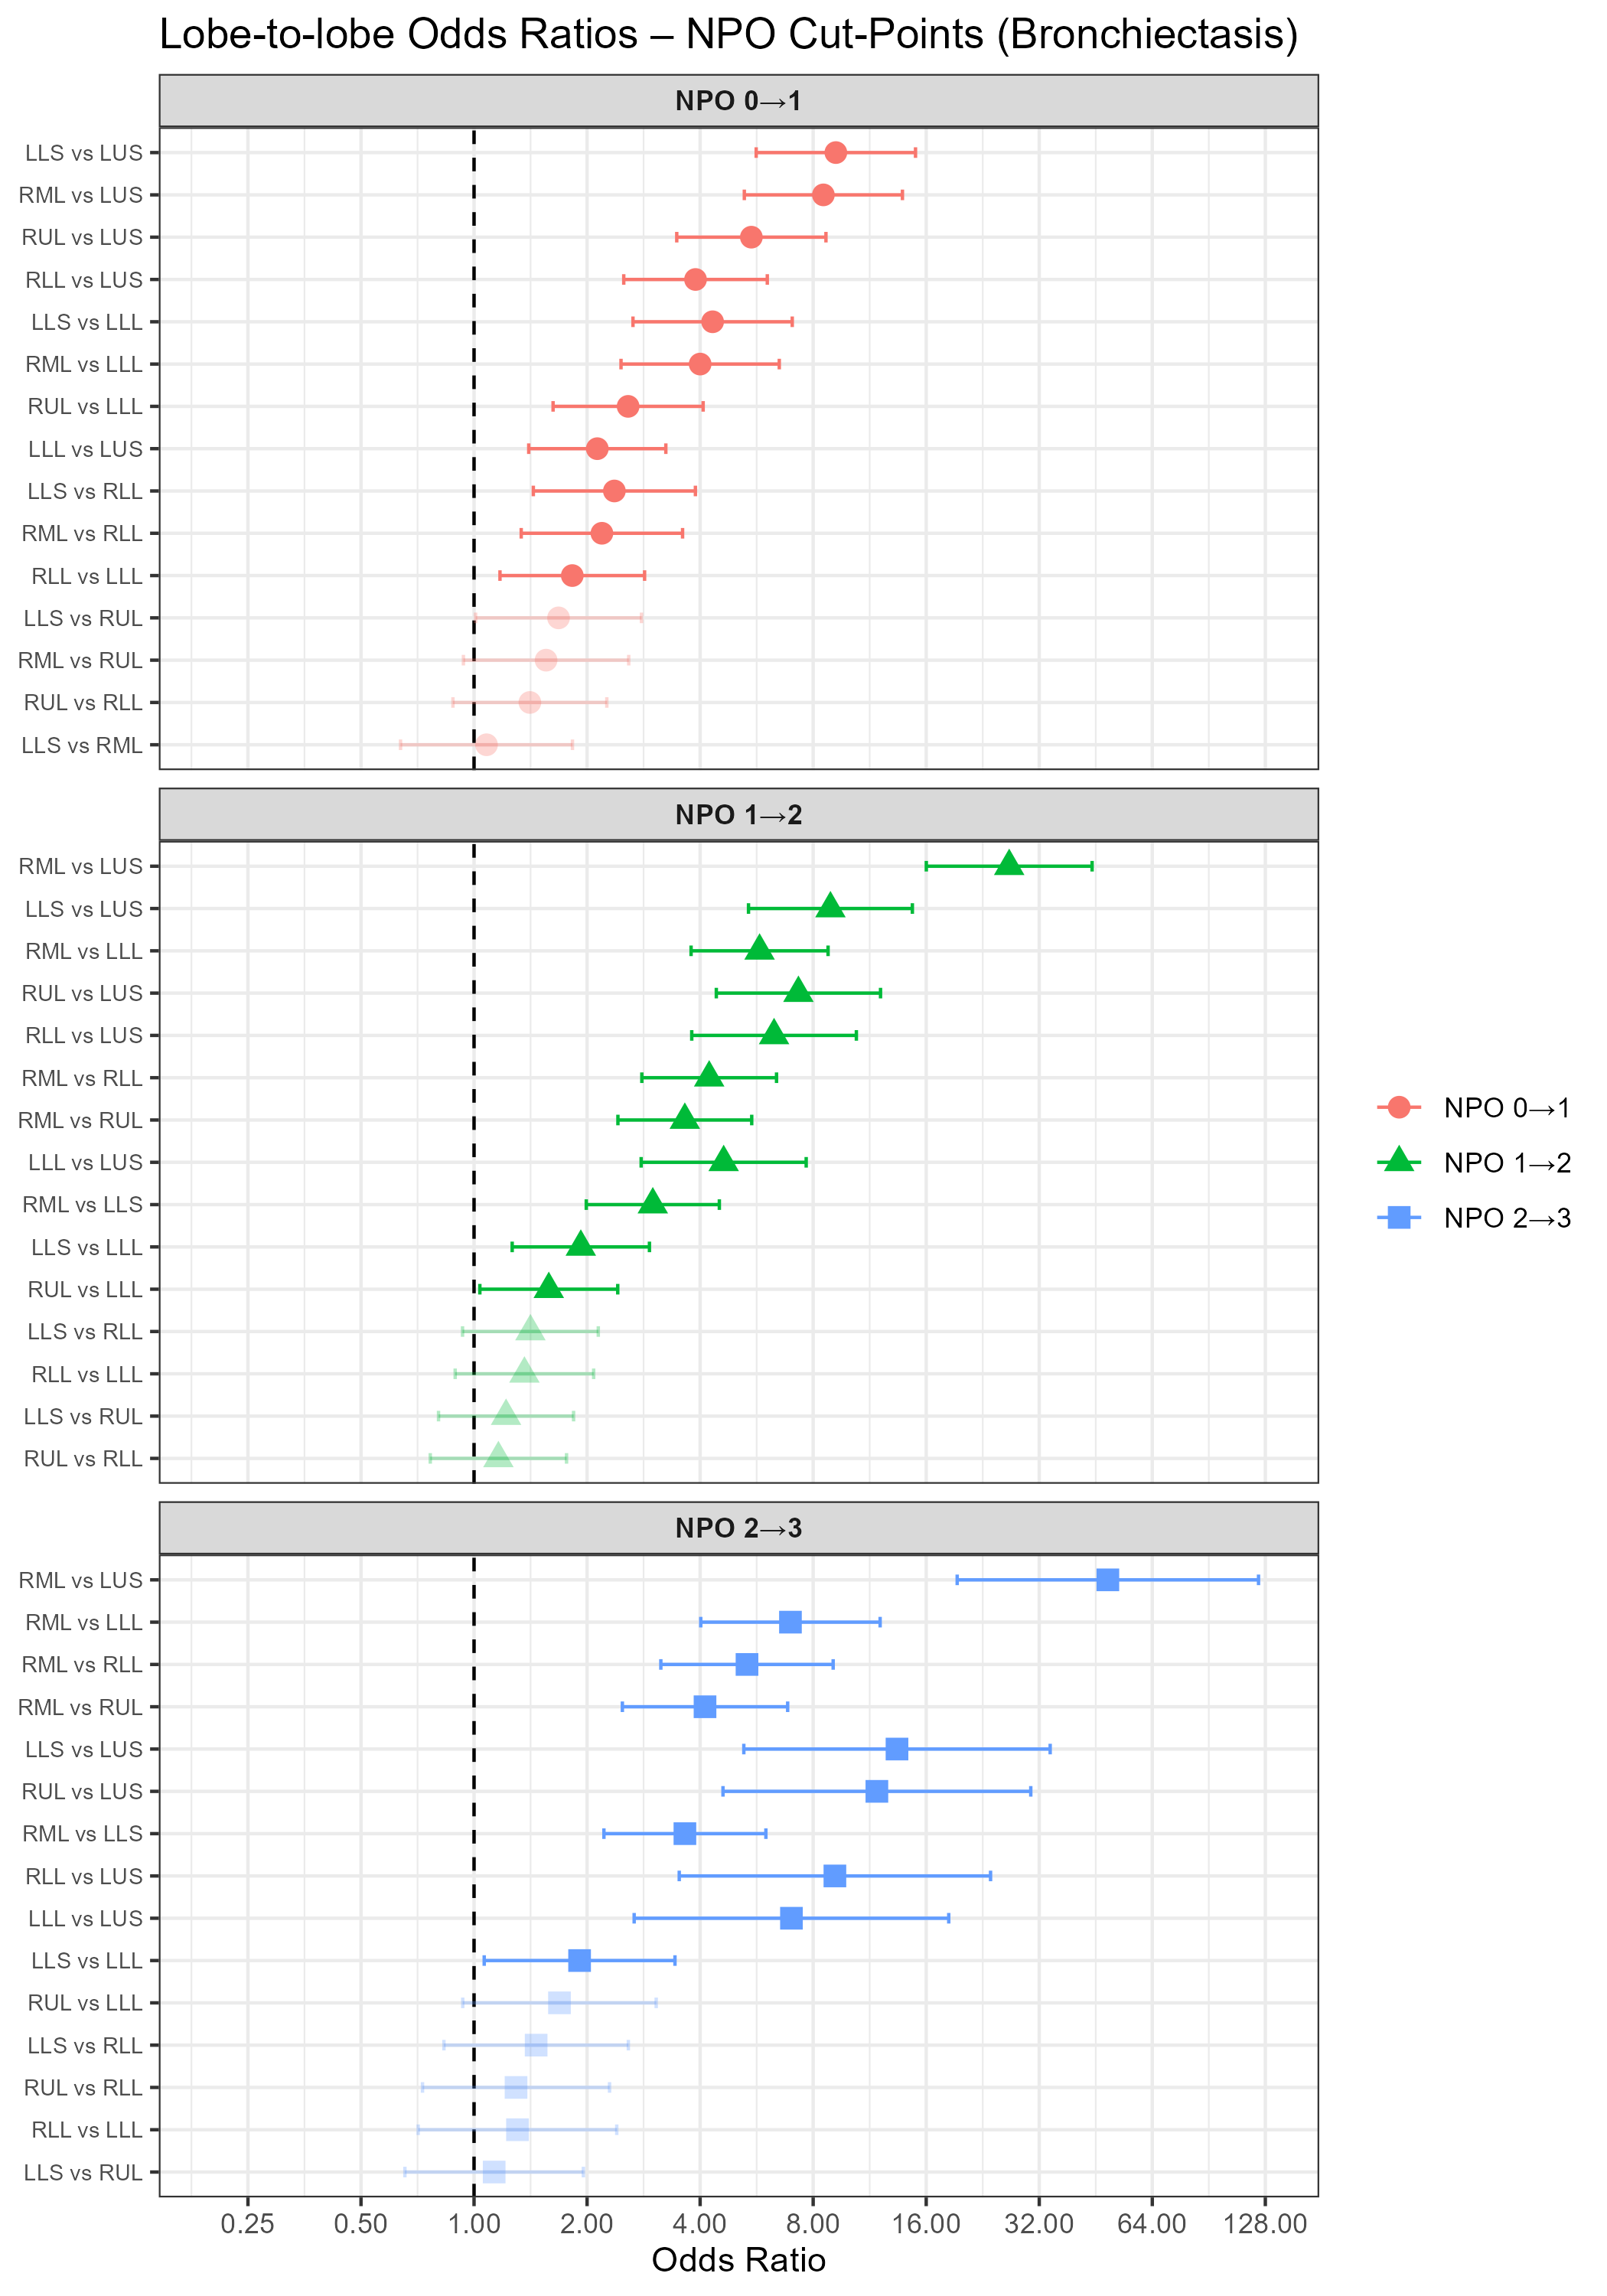 Lobe-to-lobe Odds Ratios – NPO Cut-Points (Bronchiectasis)
NPO 0→1
LLS vs LUS
RML vs LUS
RUL vs LUS
RLL vs LUS
LLS vs LLL
RML vs LLL
RUL vs LLL
LLL vs LUS
LLS vs RLL
RML vs RLL
RLL vs LLL
LLS vs RUL
RML vs RUL
RUL vs RLL
LLS vs RML
NPO 1→2
RML vs LUS
LLS vs LUS
RML vs LLL
RUL vs LUS
RLL vs LUS
RML vs RLL
RML vs RUL
LLL vs LUS
RML vs LLS
LLS vs LLL
RUL vs LLL
LLS vs RLL
RLL vs LLL
LLS vs RUL
RUL vs RLL
NPO 2→3
RML vs LUS
RML vs LLL
RML vs RLL
RML vs RUL
LLS vs LUS
RUL vs LUS
RML vs LLS
RLL vs LUS
LLL vs LUS
LLS vs LLL
RUL vs LLL
LLS vs RLL
RUL vs RLL
RLL vs LLL
LLS vs RUL
0.25 0.50 1.00 2.00 4.00 8.00 16.00 32.00 64.00 128.00
Odds Ratio
NPO 0→1
NPO 1→2
NPO 2→3